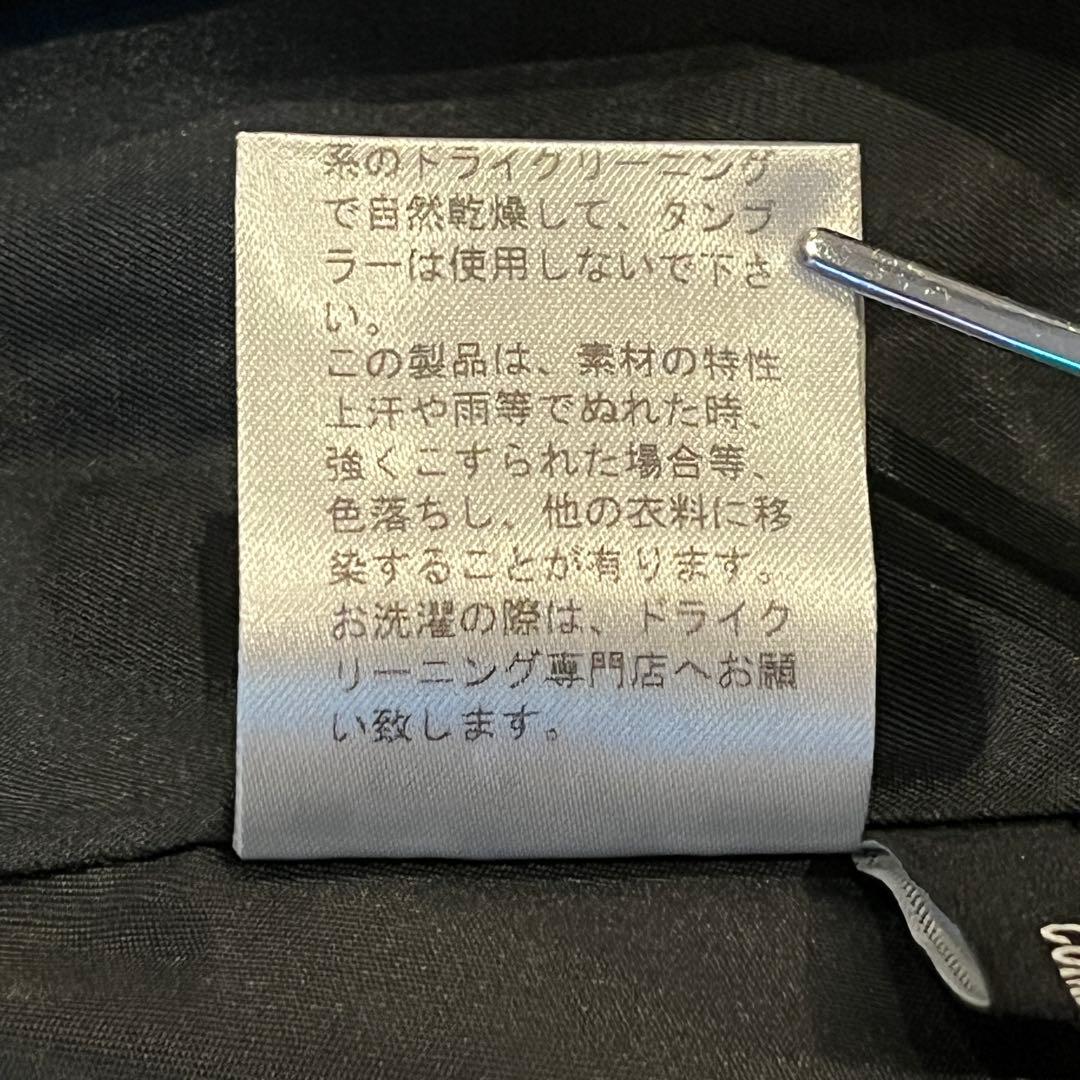 系のドライクリーニング
で自然乾燥して、タンブ
ラーは使用しないで下さ
い。
この製品は、素材の特性
上汗や雨等でぬれた時、
強くこすられた場合等、
色落ちし、他の衣料に移
染することが有ります。
お洗濯の際は、ドライク
リーニング専門店へお願
い致します。